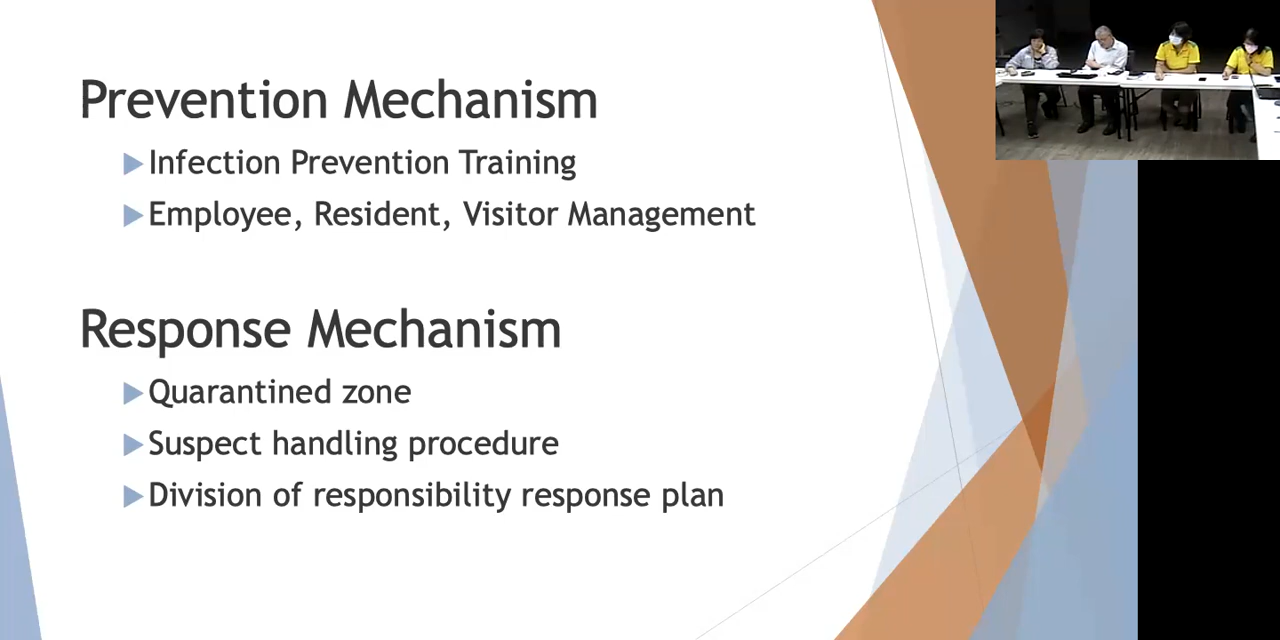 Prevention Mechanism
Infection Prevention Training
Employee, Resident, Visitor Management
Response Mechanism
Quarantined zone
Suspect handling procedure
Division of responsibility response plan